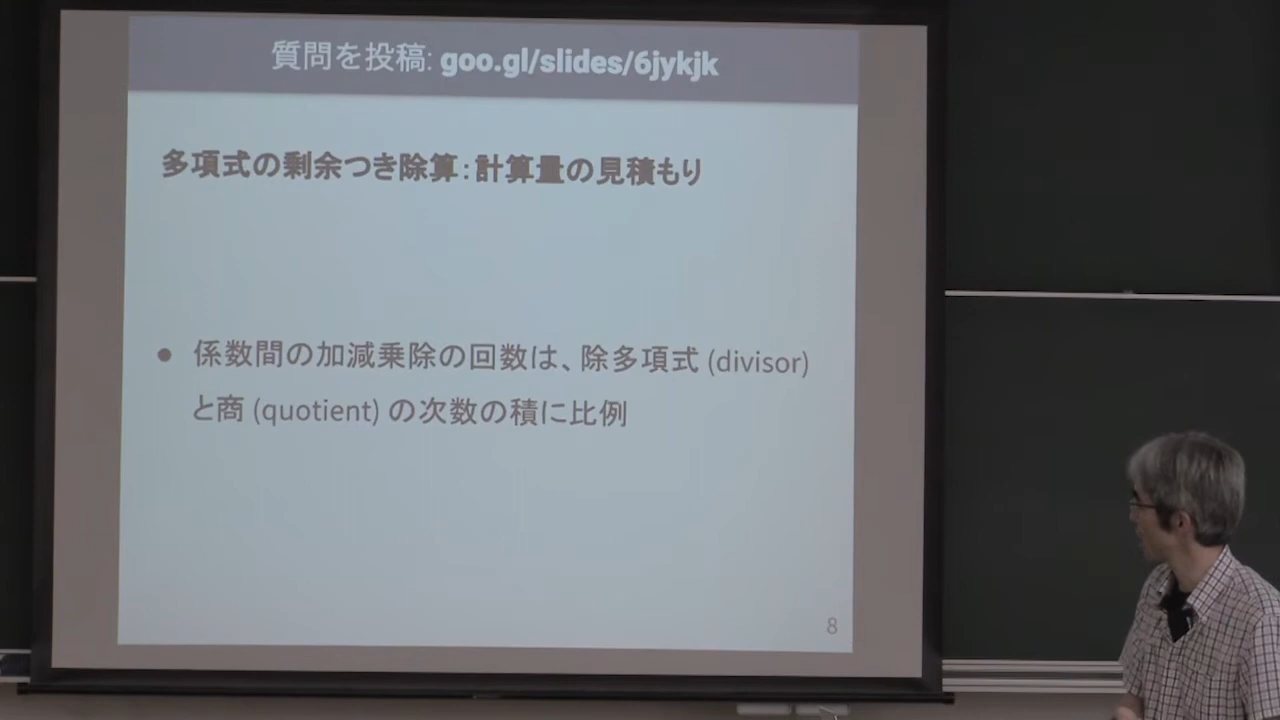 質問を投稿: goo.gl/slides/6jykjk
多項式の剰余つき除算：計算量の見積もり
● 係数間の加減乗除の回数は、除多項式 (divisor)
と商 (quotient) の次数の積に比例
8